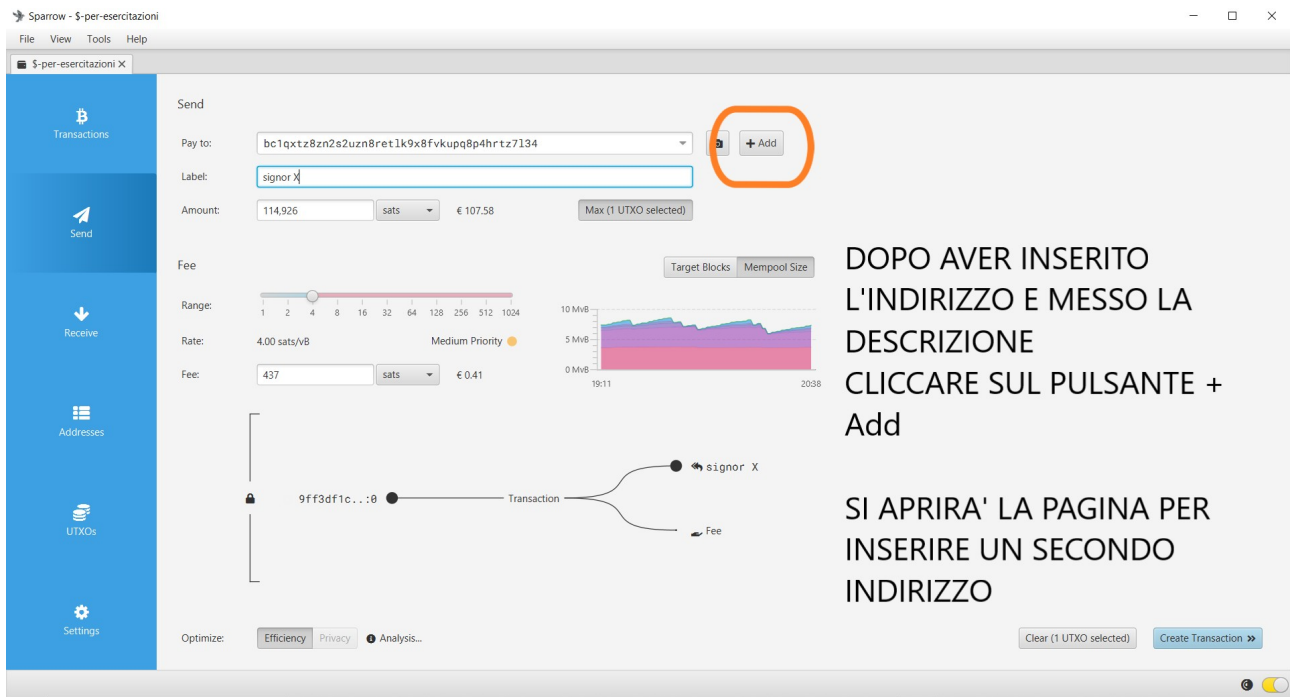 Sparrow - $-per-esercitazioni
File View Tools Help
$-per-esercitazioni X
Transactions
Send
Receive
Addresses
UTXOs
Settings
Send
Pay to: bc1qxtz8zn2s2uzn8retlk9x8fvkupq8p4hrtz7l34 + Add
Label: signor X
Amount: 114,926 sats € 107.58 Max (1 UTXO selected)
Fee Target Blocks Mempool Size
Range: 1 2 4 8 16 32 64 128 256 512 1024
Rate: 4.00 sats/vB Medium Priority
Fee: 437 sats € 0.41
10 MvB
5 MvB
0 MvB
19:11 20:38
9ff3df1c..:0 Transaction signor X
Fee
Optimize: Efficiency Privacy Analysis...
Clear (1 UTXO selected) Create Transaction »
DOPO AVER INSERITO
L'INDIRIZZO E MESSO LA
DESCRIZIONE
CLICCARE SUL PULSANTE +
Add
SI APRIRA' LA PAGINA PER
INSERIRE UN SECONDO
INDIRIZZO